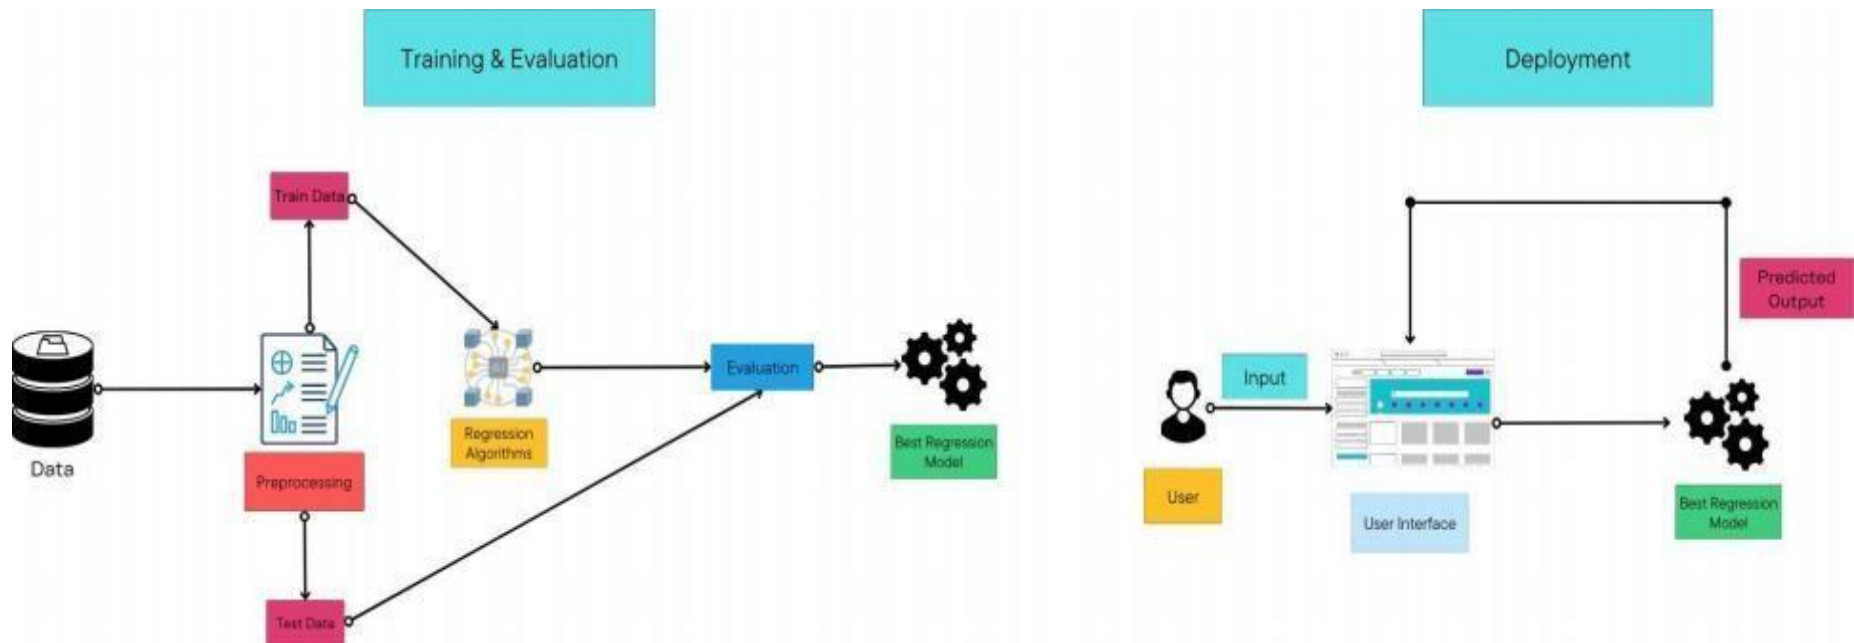 Training & Evaluation
Deployment
Train Data
Data
Preprocessing
Test Data
Regression
Algorithms
Evaluation
Best Regression
Model
Input
User
User Interface
Predicted
Output
Best Regression
Model